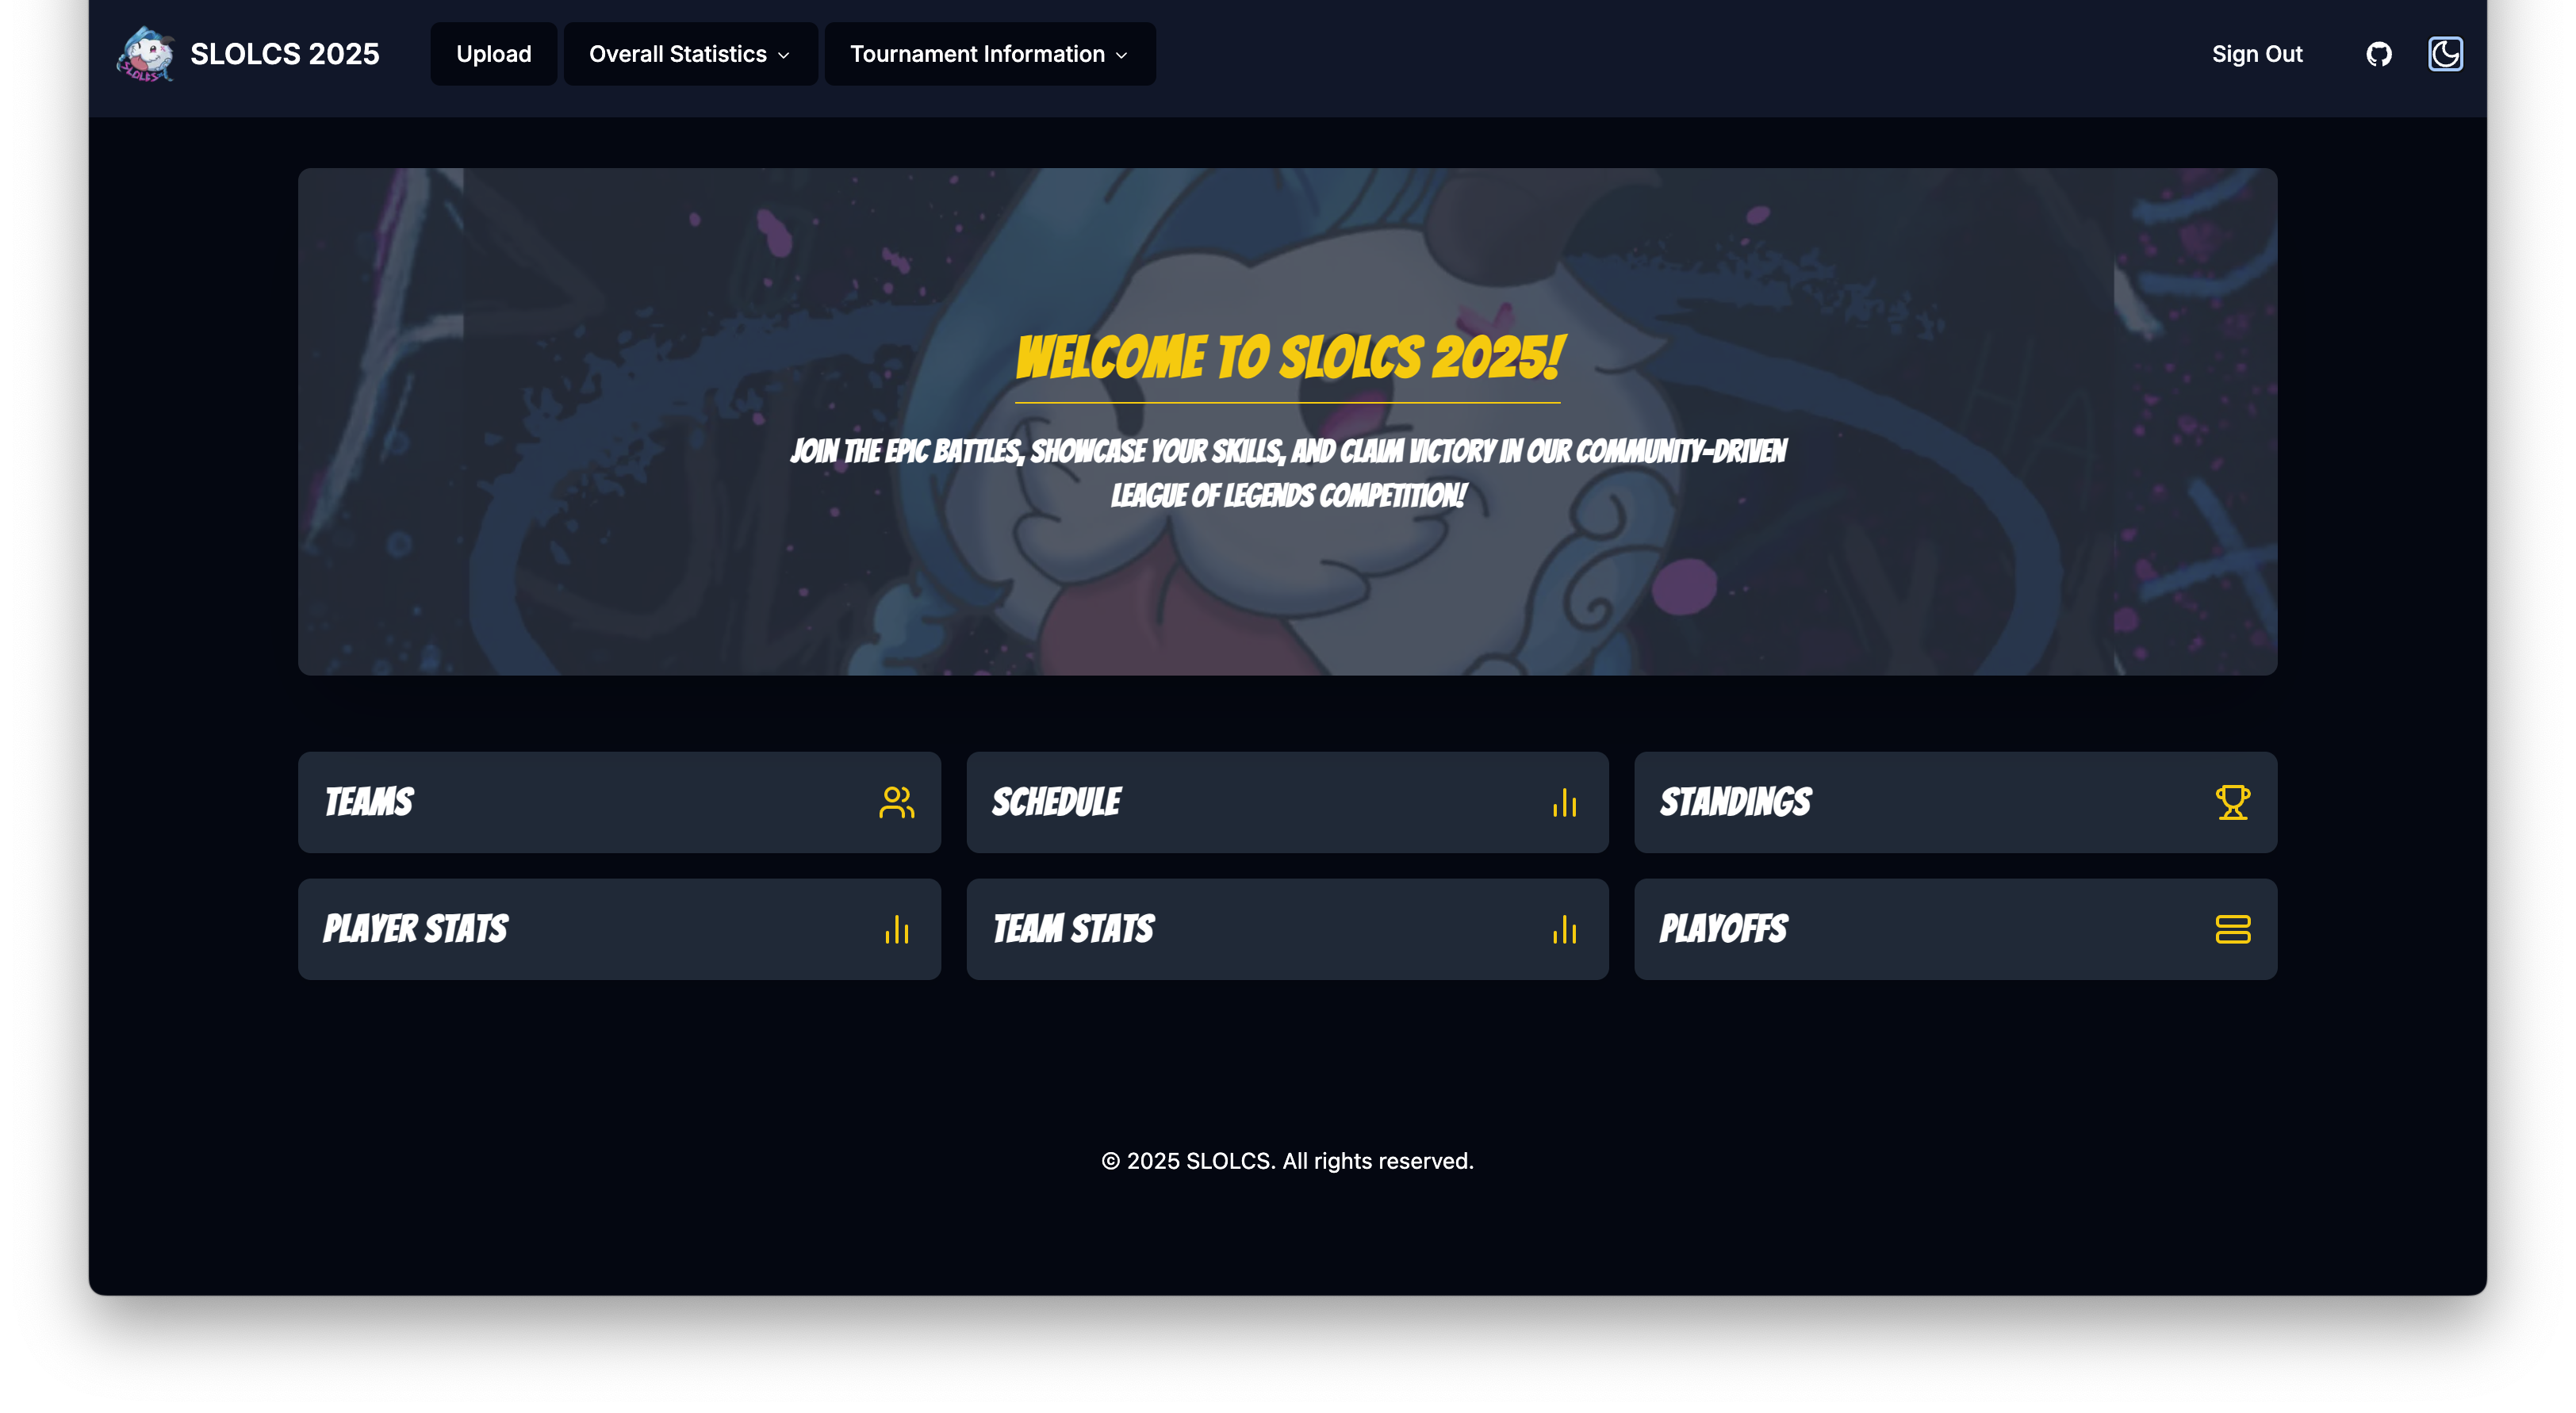 SLOLCS
SLOLCS 2025
Upload
Overall Statistics
Tournament Information
Sign Out
WELCOME TO SLOLCS 2025!
JOIN THE EPIC BATTLES, SHOWCASE YOUR SKILLS, AND CLAIM VICTORY IN OUR COMMUNITY-DRIVEN
LEAGUE OF LEGENDS COMPETITION!
TEAMS
SCHEDULE
STANDINGS
PLAYER STATS
TEAM STATS
PLAYOFFS
© 2025 SLOLCS. All rights reserved.